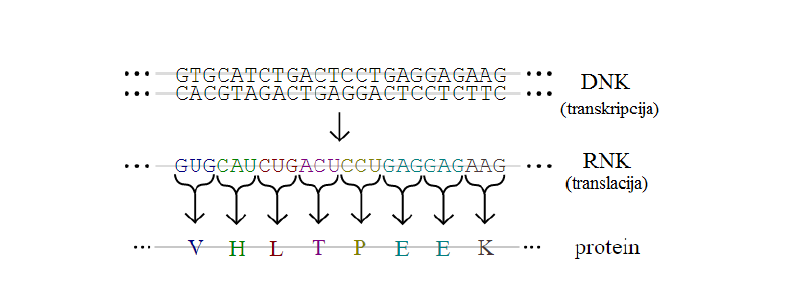 ... GTGCATCTGACTCCTGAGGAGAAG ... DNK
... CACGTAGACTGAGGACTCCTCTTC ... (transkripcija)
... GUGCAUCUGACUCCUGAGGAGAAG ... RNK
(translacija)
... V H L T P E E K ... protein